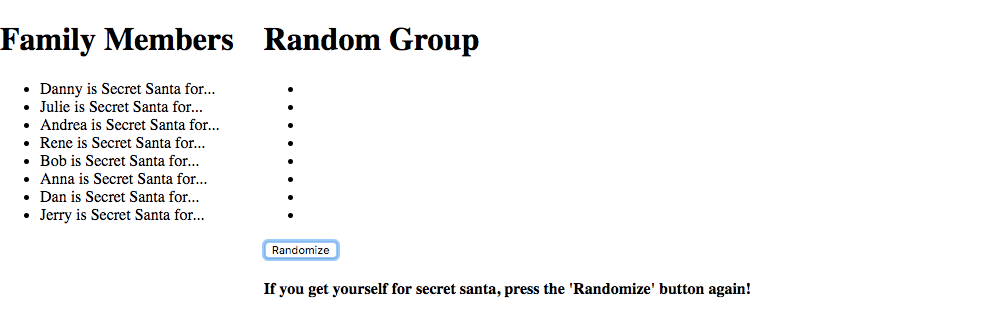 Family Members
Random Group
Danny is Secret Santa for...
Julie is Secret Santa for...
Andrea is Secret Santa for...
Rene is Secret Santa for...
Bob is Secret Santa for...
Anna is Secret Santa for...
Dan is Secret Santa for...
Jerry is Secret Santa for...
Randomize
If you get yourself for secret santa, press the 'Randomize' button again!